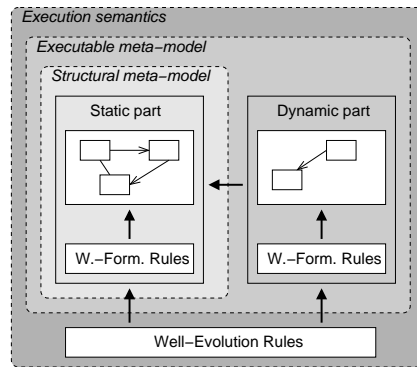 Execution semantics
Executable meta−model
Structural meta−model
Static part
Dynamic part
W.−Form. Rules
W.−Form. Rules
Well−Evolution Rules